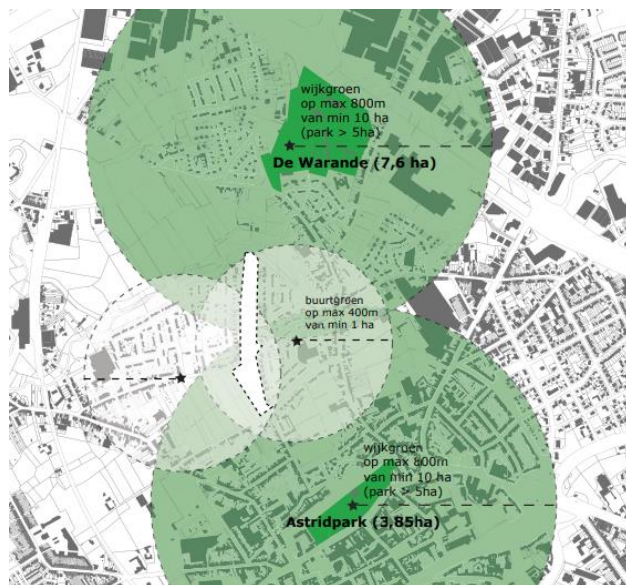 wijkgroen
op max 800m
van min 10 ha
(park > 5ha)
De Warande (7,6 ha)
buurtgroen
op max 400m
van min 1 ha
wijkgroen
op max 800m
van min 10 ha
(park > 5ha)
Astridpark (3,85ha)